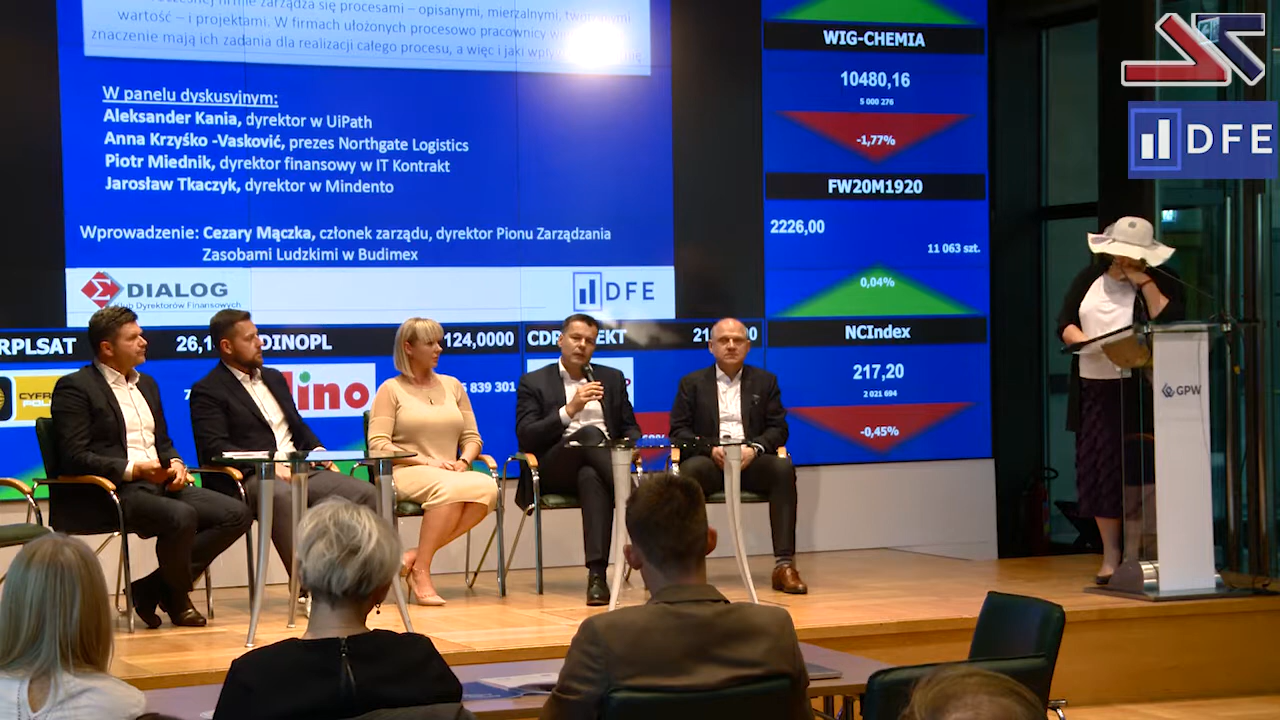 wartość – i projektami. W firmach ułożonych procesowo pracownicy
znaczenie mają ich zadania dla realizacji całego procesu, a więc i jaki
W panelu dyskusyjnym:
Aleksander Kania, dyrektor w UiPath
Anna Krzyśko -Vasković, prezes Northgate Logistics
Piotr Miednik, dyrektor finansowy w IT Kontrakt
Jarosław Tkaczyk, dyrektor w Mindento
Wprowadzenie: Cezary Mączka, członek zarządu, dyrektor Pionu Zarządzania
Zasobami Ludzkimi w Budimex
DIALOG
Klub Dyrektorów Finansowych
DFE
WIG-CHEMIA
10480,16
5 000 276
-1,77%
FW20M1920
2226,00
11 063 szt.
0,04%
NCIndex
217,20
2 021 694
-0,45%
DFE
RPLSAT
DINOPL
124,0000
839 301
GPW